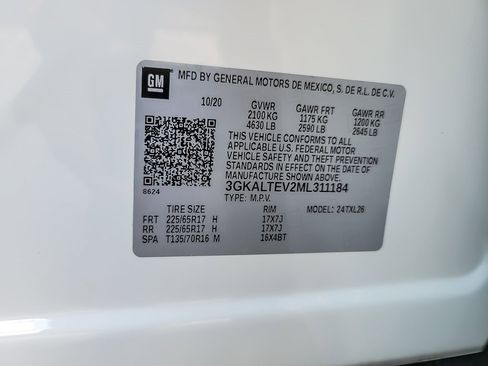 GM
MFD BY GENERAL MOTORS DE MEXICO, S. DE R.L. DE C.V.
10/20 GVWR GAWR FRT GAWR RR
2100 KG 1175 KG 1200 KG
4630 LB 2590 LB 2645 LB
THIS VEHICLE CONFORMS TO ALL
APPLICABLE U.S. FEDERAL MOTOR
VEHICLE SAFETY AND THEFT PREVENTION
STANDARDS IN EFFECT ON THE DATE OF
MANUFACTURE SHOWN ABOVE.
3GKALTEV2ML311184
8624 TYPE: M.P.V.
TIRE SIZE RIM MODEL: 24TXL26
FRT 225/65R17 H 17X7J
RR 225/65R17 H 17X7J
SPA T135/70R16 M 16X4BT